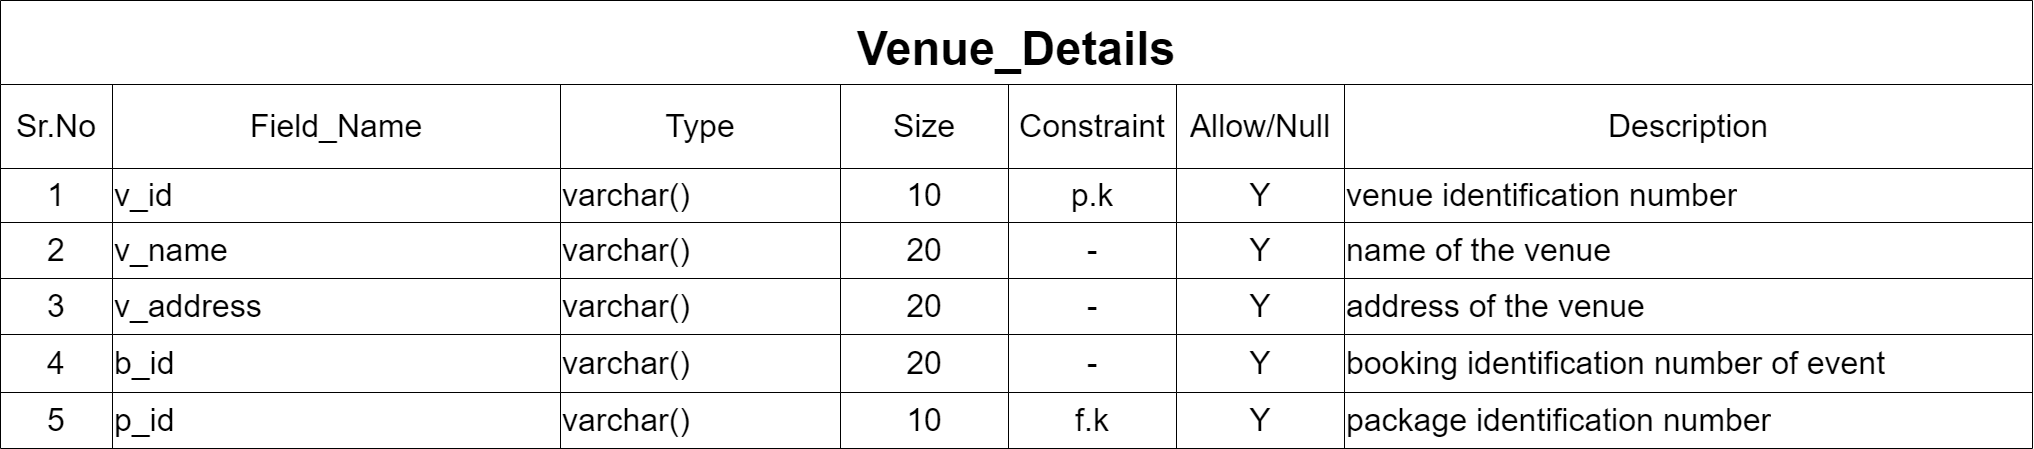 Venue_Details
Sr.No Field_Name Type Size Constraint Allow/Null Description
1 v_id varchar() 10 p.k Y venue identification number
2 v_name varchar() 20 - Y name of the venue
3 v_address varchar() 20 - Y address of the venue
4 b_id varchar() 20 - Y booking identification number of event
5 p_id varchar() 10 f.k Y package identification number